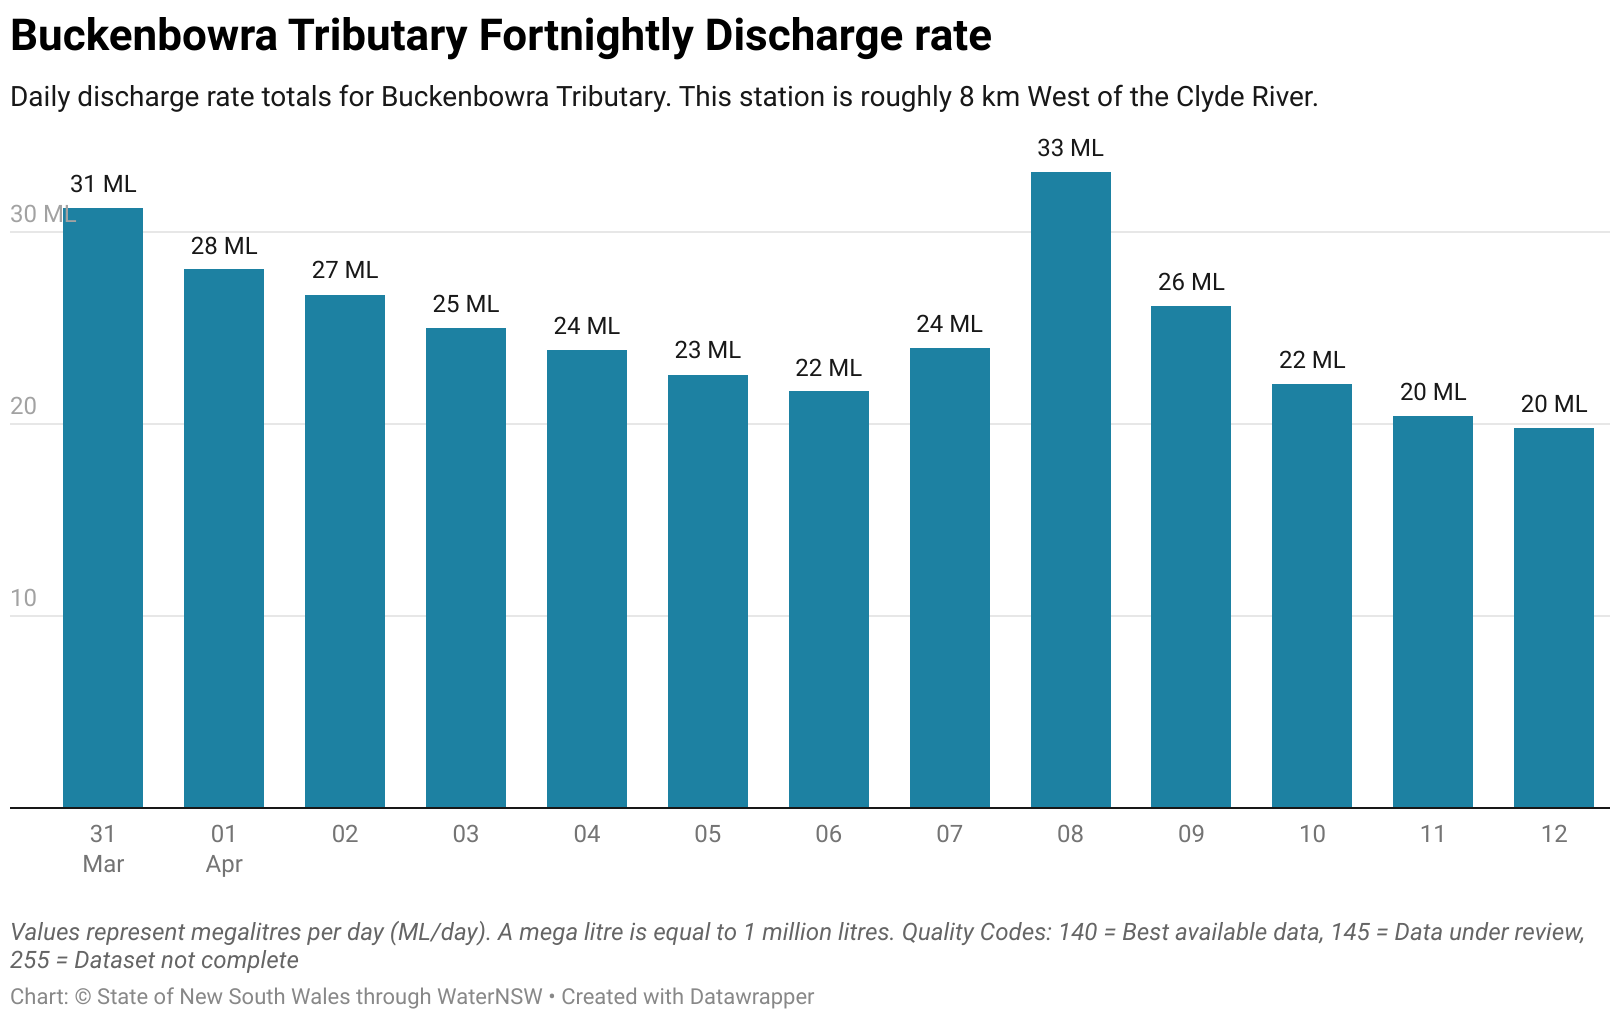 Buckenbowra Tributary Fortnightly Discharge rate
Daily discharge rate totals for Buckenbowra Tributary. This station is roughly 8 km West of the Clyde River.
33 ML
31 ML
30 ML
28 ML
27 ML
26 ML
25 ML
24 ML
24 ML
23 ML
22 ML
22 ML
20 ML
20 ML
20
10
31 01 02 03 04 05 06 07 08 09 10 11 12
Mar Apr
Values represent megalitres per day (ML/day). A mega litre is equal to 1 million litres. Quality Codes: 140 = Best available data, 145 = Data under review,
255 = Dataset not complete
Chart: © State of New South Wales through WaterNSW • Created with Datawrapper